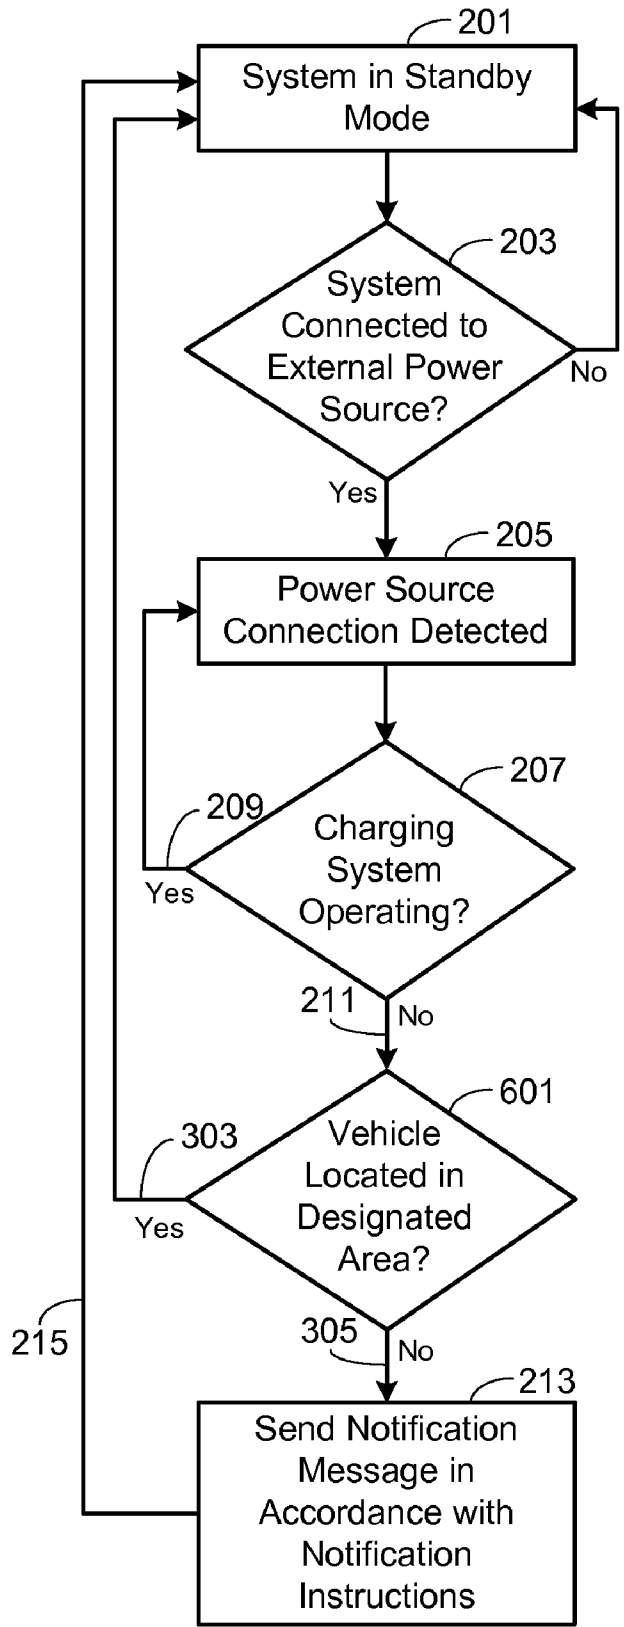 201
System in Standby
Mode
203
System
Connected to
External Power
Source?
No
Yes
205
Power Source
Connection Detected
207
209
Charging
System
Operating?
Yes
211
No
601
303
Vehicle
Located in
Designated
Area?
Yes
305
No
215
213
Send Notification
Message in
Accordance with
Notification
Instructions